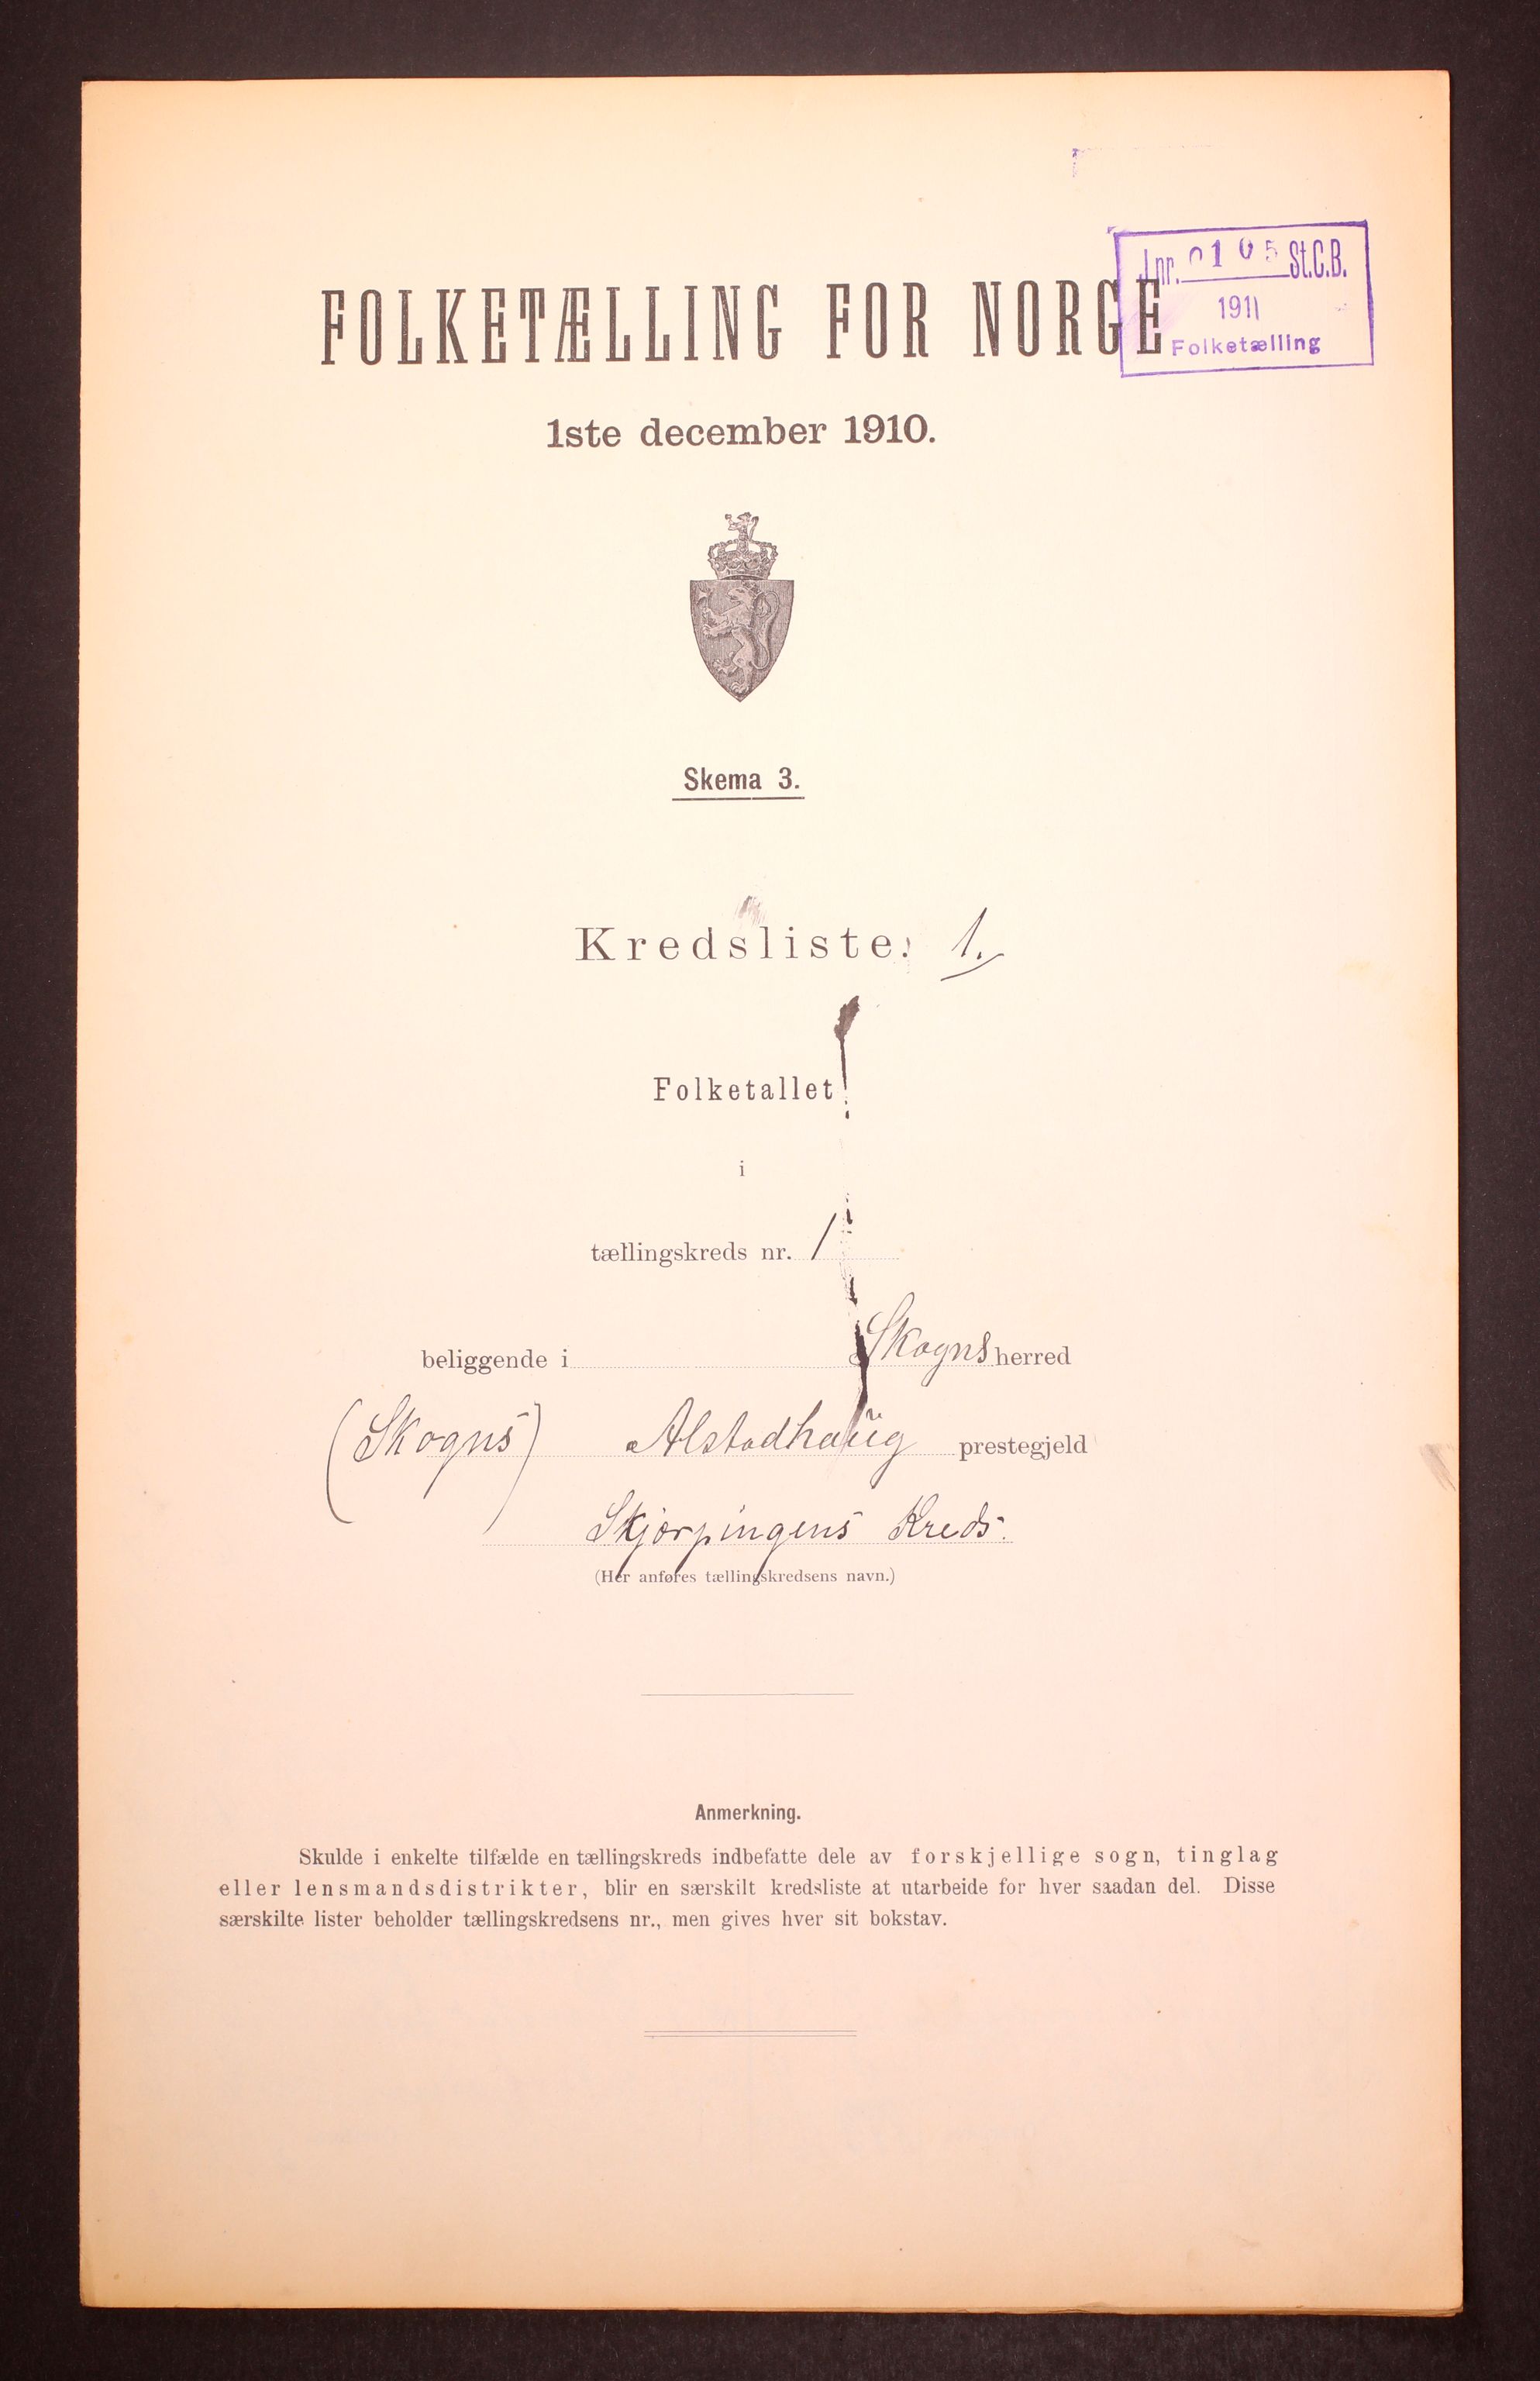 Jnr. 0105 St.C.B.
1911
Folketælling
FOLKETÆLLING FOR NORGE
1ste december 1910.
Skema 3.
Kredsliste. 1.
Folketallet
i
tællingskreds nr. 1
beliggende i Skogns herred
(Skogns) Alstadhaug prestegjeld
Skjørpingens Kreds.
(Her anføres tællingskredsens navn.)
Anmerkning.
Skulde i enkelte tilfælde en tællingskreds indbefatte dele av forskjellige sogn, tinglag
eller lensmandsdistrikter, blir en særskilt kredsliste at utarbeide for hver saadan del. Disse
særskilte lister beholder tællingskredsens nr., men gives hver sit bokstav.